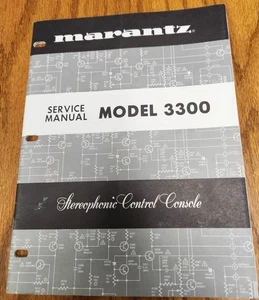 marantz®
SERVICE
MANUAL MODEL 3300
Stereophonic Control Console